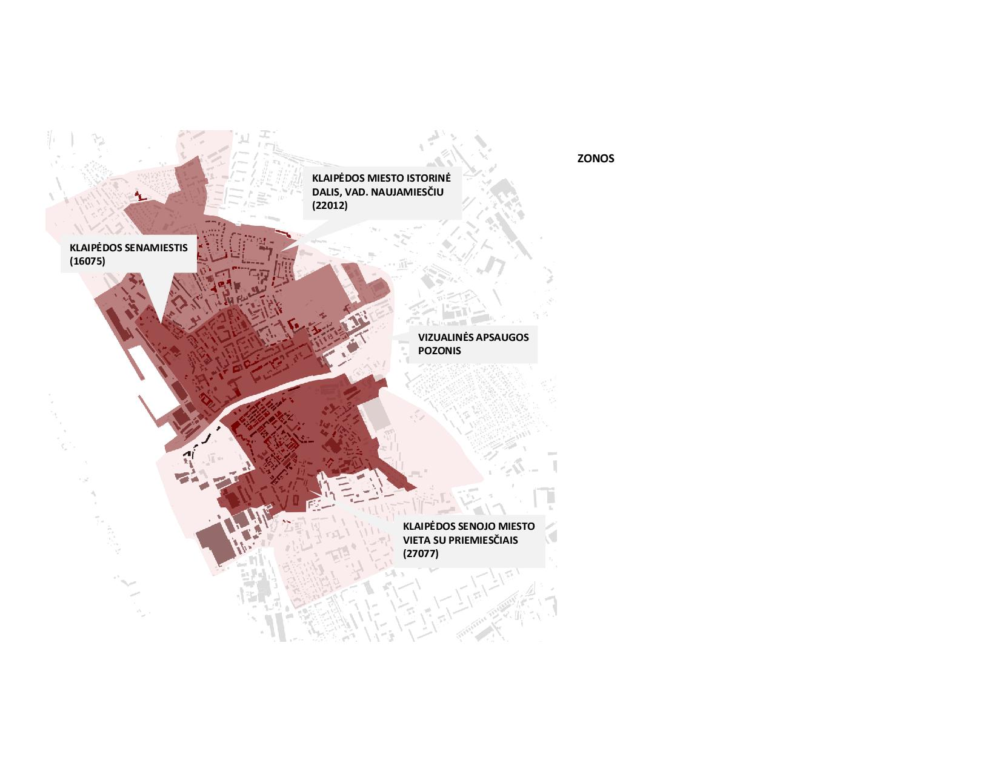 ZONOS
KLAIPĖDOS MIESTO ISTORINĖ
DALIS, VAD. NAUJAMIESČIU
(22012)
KLAIPĖDOS SENAMIESTIS
(16075)
VIZUALINĖS APSAUGOS
POZONIS
KLAIPĖDOS SENOJO MIESTO
VIETA SU PRIEMIESČIAIS
(27077)